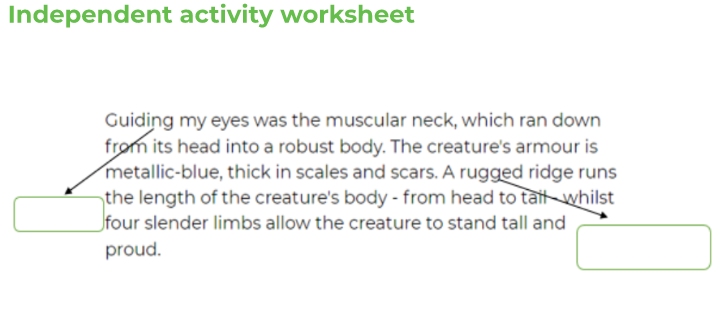 Independent activity worksheet
Guiding my eyes was the muscular neck, which ran down
from its head into a robust body. The creature's armour is
metallic-blue, thick in scales and scars. A rugged ridge runs
the length of the creature's body - from head to tail - whilst
four slender limbs allow the creature to stand tall and
proud.